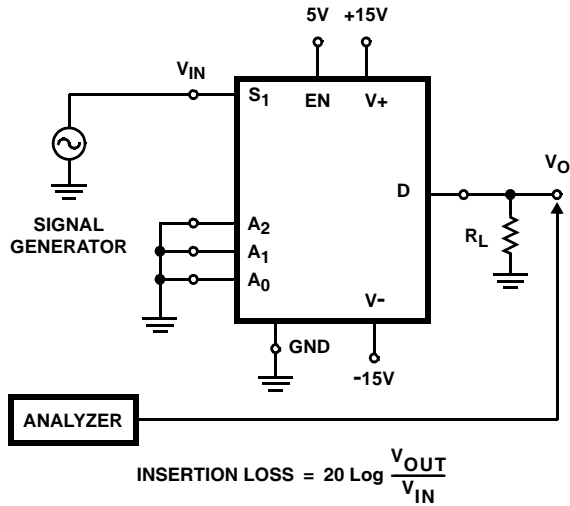 5V +15V
VIN
S1 EN V+
D VO
SIGNAL
GENERATOR
A2
A1
A0
RL
V-
GND
-15V
ANALYZER
INSERTION LOSS = 20 Log VOUT
VIN